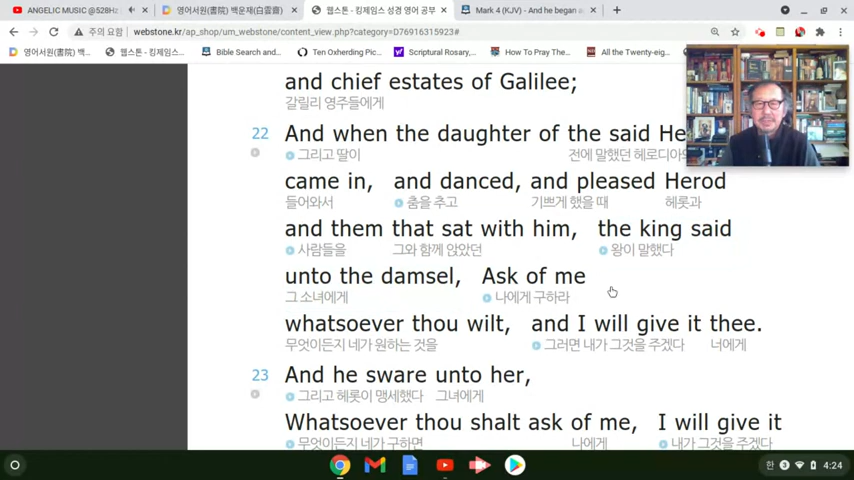 ANGELIC MUSIC @528Hz
영어서원(書院) 백운재(白雲齋)
웹스톤 - 킹제임스 성경 영어 공부
Mark 4 (KJV) - And he began a
주의 요함
webstone.kr/ap_shop/um_webstone/content_view.php?category=D76916315923#
영어서원(書院) 백...
웹스톤 - 킹제임스...
Bible Search and...
Ten Oxherding Pic...
Scriptural Rosary,...
How To Pray The...
All the Twenty-eig...
and chief estates of Galilee;
갈릴리 영주들에게
22 And when the daughter of the said He
그리고 딸이 전에 말했던 헤로디아
came in, and danced, and pleased Herod
들어와서 춤을 추고 기쁘게 했을 때 헤롯과
and them that sat with him, the king said
사람들을 그와 함께 앉았던 왕이 말했다
unto the damsel, Ask of me
그 소녀에게 나에게 구하라
whatsoever thou wilt, and I will give it thee.
무엇이든지 네가 원하는 것을 그러면 내가 그것을 주겠다 너에게
23 And he sware unto her,
그리고 헤롯이 맹세했다 그녀에게
Whatsoever thou shalt ask of me, I will give it
무엇이든지 네가 구하면 나에게 내가 그것을 주겠다
한 3 4:24